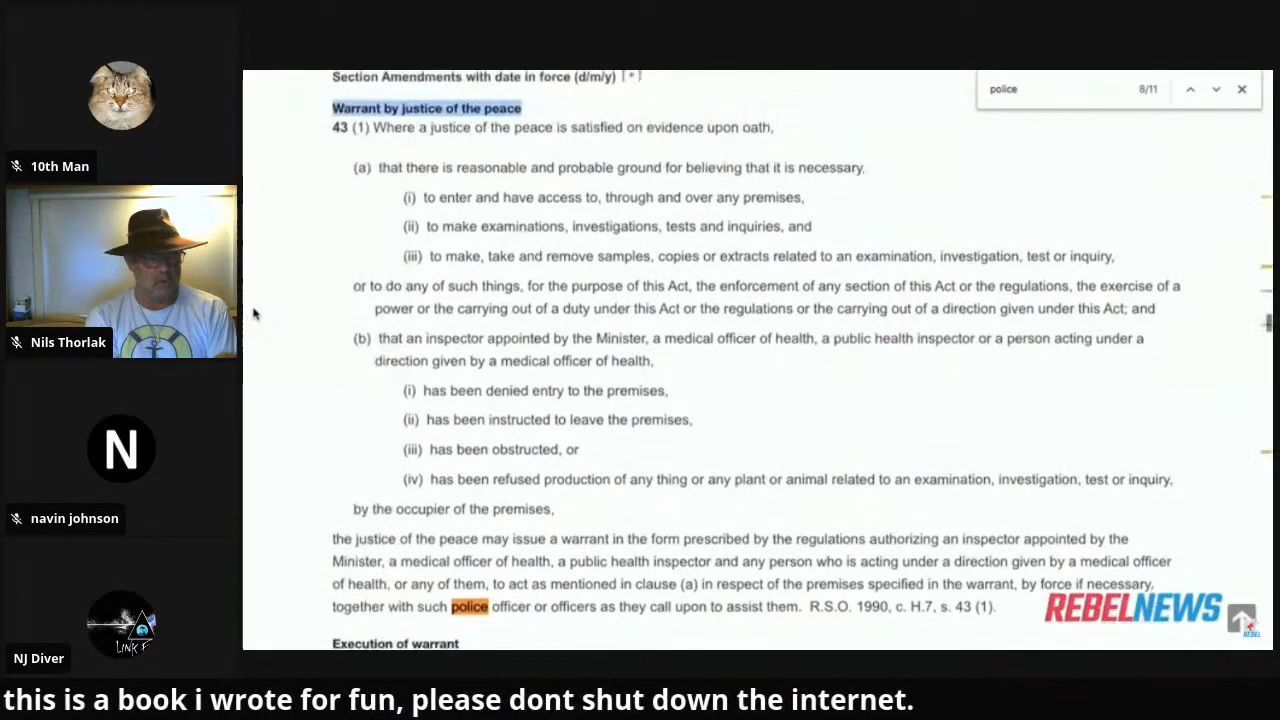 10th Man
Nils Thorlak
N
navin johnson
LINK F
NJ Diver
Section Amendments with date in force (d/m/y) [+]
police 8/11
Warrant by justice of the peace
43 (1) Where a justice of the peace is satisfied on evidence upon oath,
(a) that there is reasonable and probable ground for believing that it is necessary,
(i) to enter and have access to, through and over any premises,
(ii) to make examinations, investigations, tests and inquiries, and
(iii) to make, take and remove samples, copies or extracts related to an examination, investigation, test or inquiry,
or to do any of such things, for the purpose of this Act, the enforcement of any section of this Act or the regulations, the exercise of a
power or the carrying out of a duty under this Act or the regulations or the carrying out of a direction given under this Act; and
(b) that an inspector appointed by the Minister, a medical officer of health, a public health inspector or a person acting under a
direction given by a medical officer of health,
(i) has been denied entry to the premises,
(ii) has been instructed to leave the premises,
(iii) has been obstructed, or
(iv) has been refused production of any thing or any plant or animal related to an examination, investigation, test or inquiry,
by the occupier of the premises,
the justice of the peace may issue a warrant in the form prescribed by the regulations authorizing an inspector appointed by the
Minister, a medical officer of health, a public health inspector and any person who is acting under a direction given by a medical officer
of health, or any of them, to act as mentioned in clause (a) in respect of the premises specified in the warrant, by force if necessary,
together with such police officer or officers as they call upon to assist them. R.S.O. 1990, c. H.7, s. 43 (1).
REBELNEWS
REBEL
Execution of warrant
this is a book i wrote for fun, please dont shut down the internet.